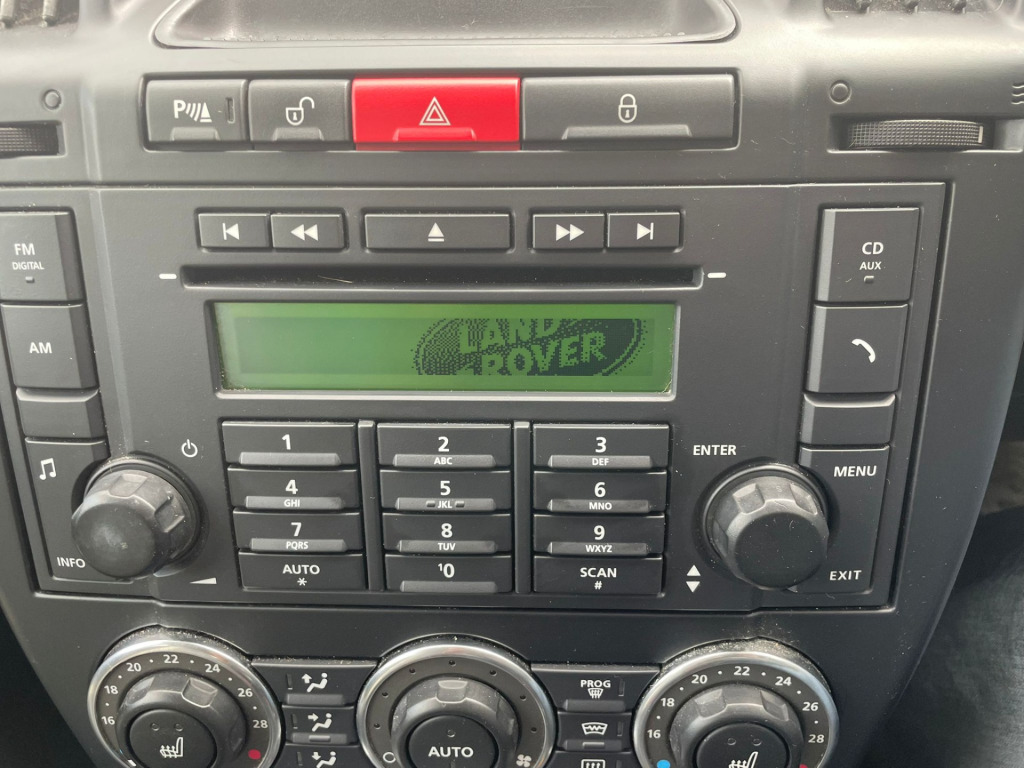 P
FM
DIGITAL
AM
CD
AUX
LAND
ROVER
1
2
ABC
3
DEF
4
GHI
5
JKL
6
MNO
7
PQRS
8
TUV
9
WXYZ
AUTO
*
¹0
SCAN
#
INFO
ENTER
MENU
EXIT
16
18
20
22
24
26
28
AUTO
PROG
16
18
20
22
24
26
28